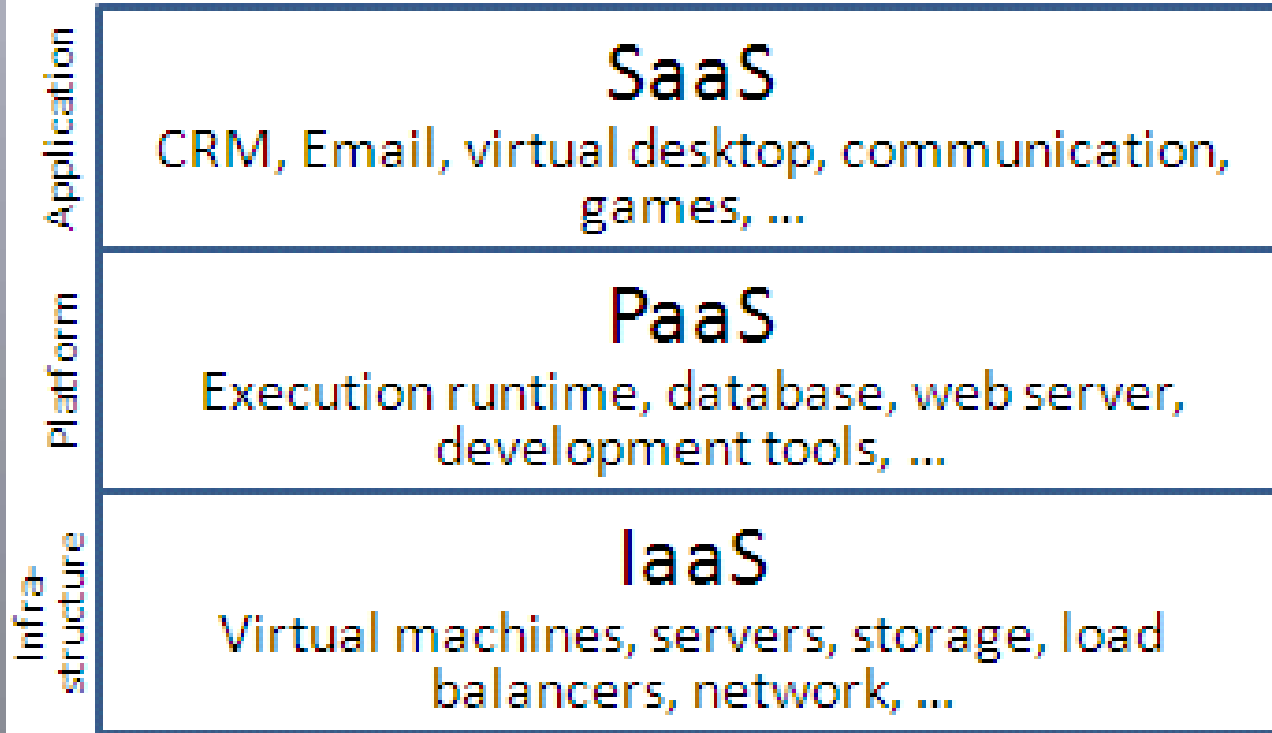 Application
SaaS
CRM, Email, virtual desktop, communication,
games, ...
Platform
PaaS
Execution runtime, database, web server,
development tools, ...
Infra-
structure
IaaS
Virtual machines, servers, storage, load
balancers, network, ...